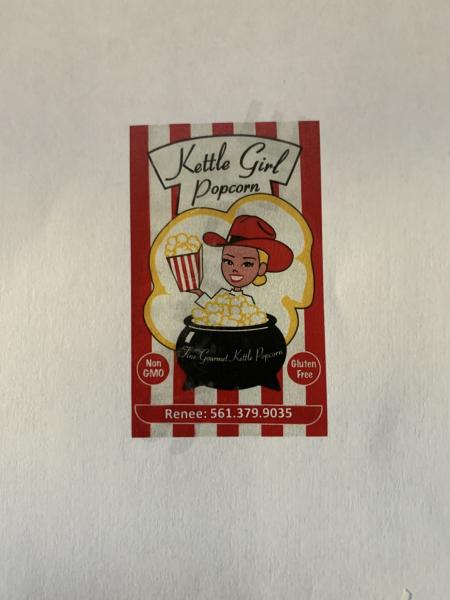 Kettle Girl
Popcorn
Fine Gourmet Kettle Popcorn
Non
GMO
Gluten
Free
Renee: 561.379.9035